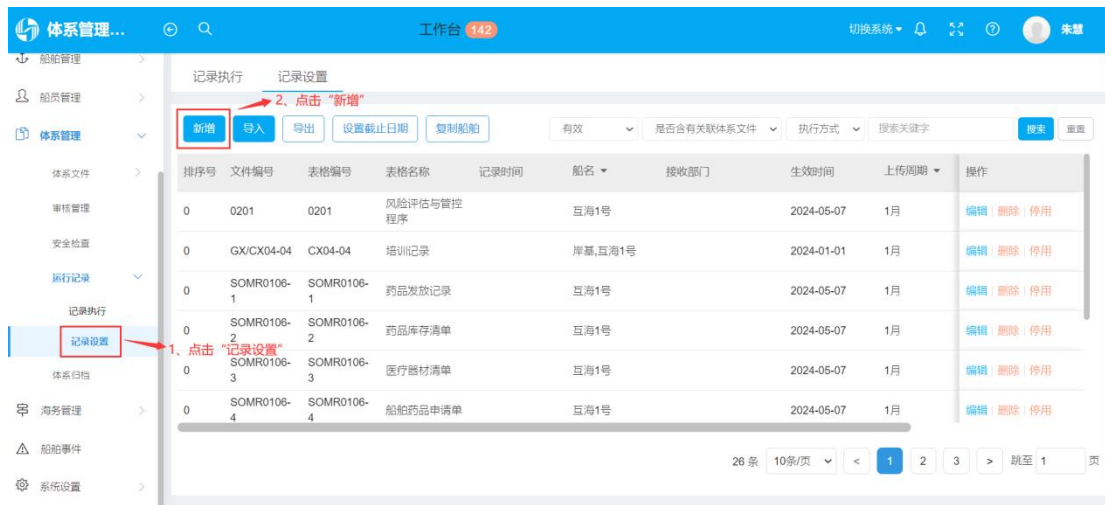 体系管理...
工作台 142
切换系统
朱慧
船舶管理
船员管理
体系管理
体系文件
审核管理
安全检查
运行记录
记录执行
记录设置
体系归档
海务管理
船舶事件
系统设置
记录执行 记录设置
2、点击“新增”
1、点击“记录设置”
新增 导入 导出 设置截止日期 复制船舶 有效 是否含有关联体系文件 执行方式 搜索关键字 搜索 重置
排序号 文件编号 表格编号 表格名称 记录时间 船名 接收部门 生效时间 上传周期 操作
0 0201 0201 风险评估与管控程序 互海1号 2024-05-07 1月 编辑 删除 停用
0 GX/CX04-04 CX04-04 培训记录 岸基,互海1号 2024-01-01 1月 编辑 删除 停用
0 SOMR0106-1 SOMR0106-1 药品发放记录 互海1号 2024-05-07 1月 编辑 删除 停用
0 SOMR0106-2 SOMR0106-2 药品库存清单 互海1号 2024-05-07 1月 编辑 删除 停用
0 SOMR0106-3 SOMR0106-3 医疗器材清单 互海1号 2024-05-07 1月 编辑 删除 停用
0 SOMR0106-4 SOMR0106-4 船舶药品申请单 互海1号 2024-05-07 1月 编辑 删除 停用
26 条 10条/页 < 1 2 3 > 跳至 1 页